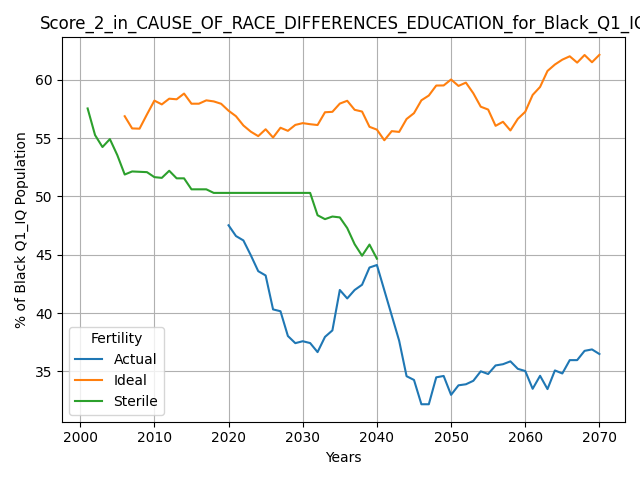 Score_2_in_CAUSE_OF_RACE_DIFFERENCES_EDUCATION_for_Black_Q1_IQ
% of Black Q1_IQ Population
60
55
50
45
40
35
Fertility
Actual
Ideal
Sterile
2000 2010 2020 2030 2040 2050 2060 2070
Years